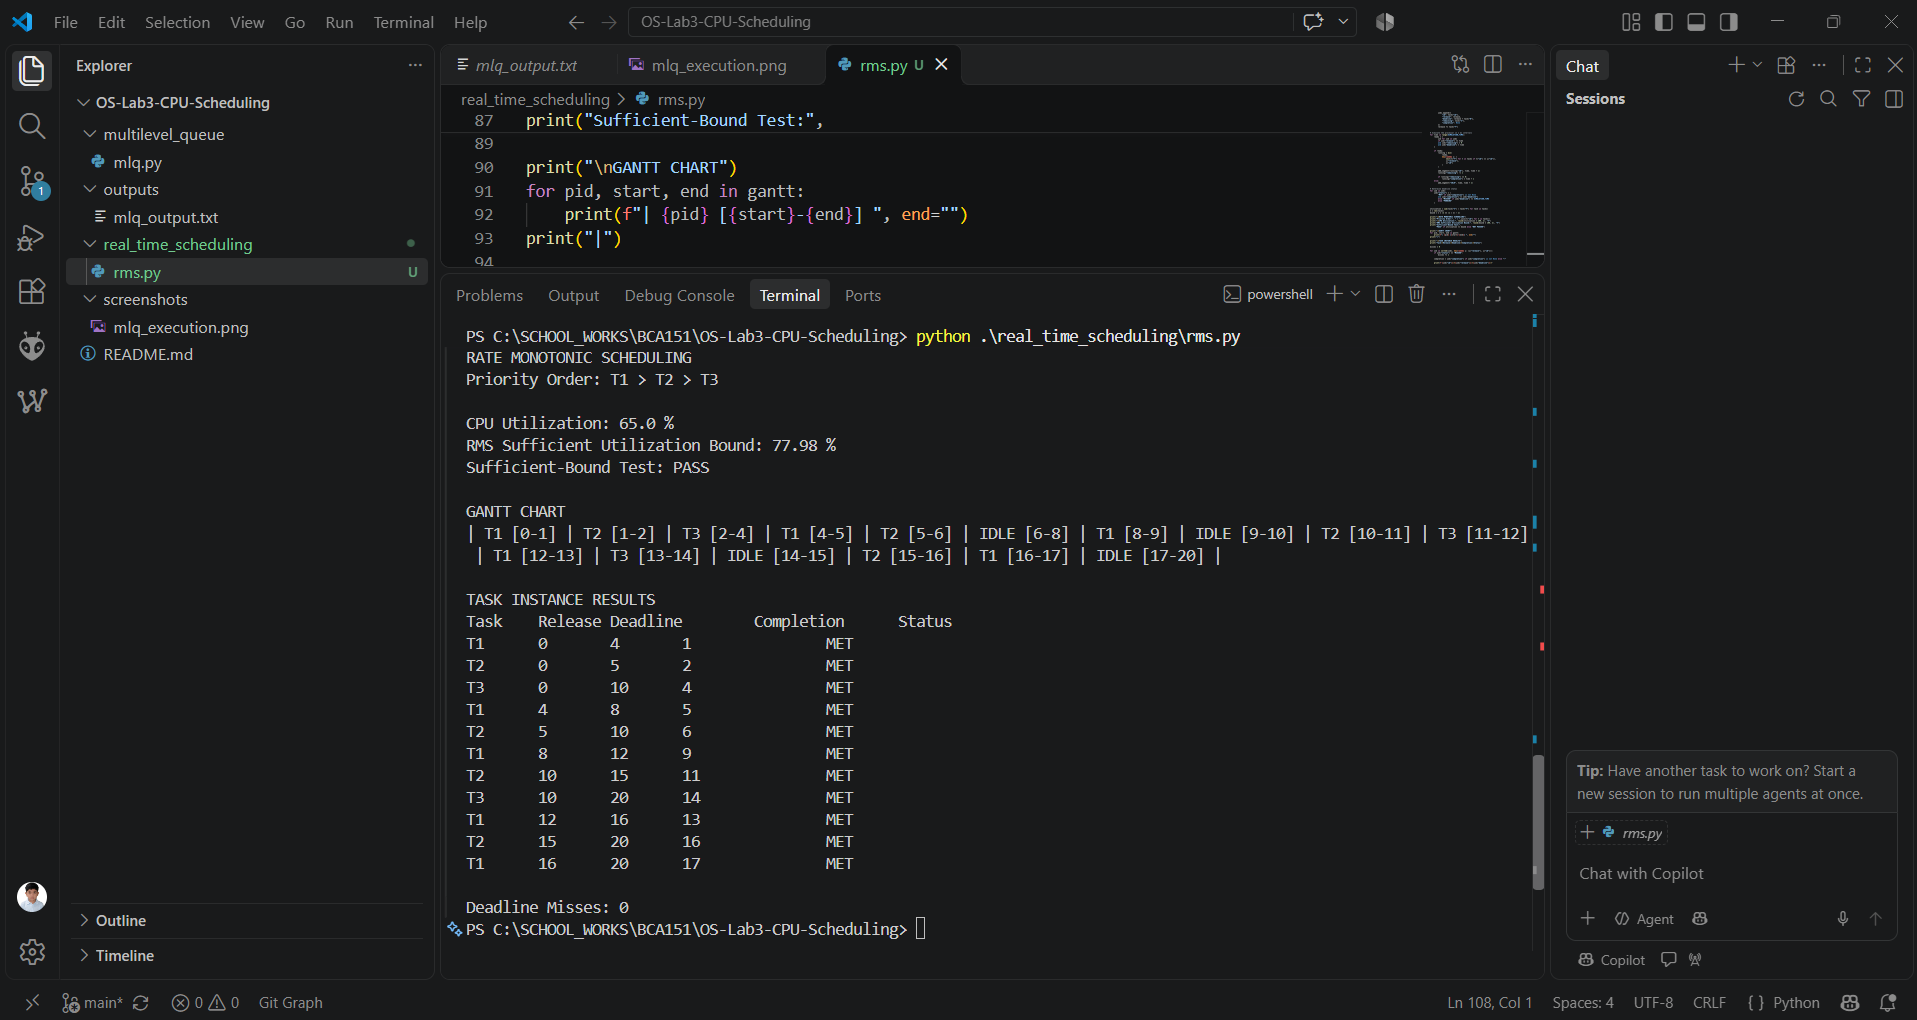 File Edit Selection View Go Run Terminal Help
OS-Lab3-CPU-Scheduling
Explorer
OS-Lab3-CPU-Scheduling
multilevel_queue
mlq.py
outputs
mlq_output.txt
real_time_scheduling
rms.py U
screenshots
mlq_execution.png
README.md
Outline
Timeline
1
mlq_output.txt mlq_execution.png rms.py U
real_time_scheduling > rms.py
87 print("Sufficient-Bound Test:",
89
90 print("\nGANTT CHART")
91 for pid, start, end in gantt:
92 print(f"| {pid} [{start}-{end}] ", end="")
93 print("|")
94
Problems Output Debug Console Terminal Ports
powershell
PS C:\SCHOOL_WORKS\BCA151\OS-Lab3-CPU-Scheduling> python .\real_time_scheduling\rms.py
RATE MONOTONIC SCHEDULING
Priority Order: T1 > T2 > T3
CPU Utilization: 65.0 %
RMS Sufficient Utilization Bound: 77.98 %
Sufficient-Bound Test: PASS
GANTT CHART
| T1 [0-1] | T2 [1-2] | T3 [2-4] | T1 [4-5] | T2 [5-6] | IDLE [6-8] | T1 [8-9] | IDLE [9-10] | T2 [10-11] | T3 [11-12]
| T1 [12-13] | T3 [13-14] | IDLE [14-15] | T2 [15-16] | T1 [16-17] | IDLE [17-20] |
TASK INSTANCE RESULTS
Task Release Deadline Completion Status
T1 0 4 1 MET
T2 0 5 2 MET
T3 0 10 4 MET
T1 4 8 5 MET
T2 5 10 6 MET
T1 8 12 9 MET
T2 10 15 11 MET
T3 10 20 14 MET
T1 12 16 13 MET
T2 15 20 16 MET
T1 16 20 17 MET
Deadline Misses: 0
PS C:\SCHOOL_WORKS\BCA151\OS-Lab3-CPU-Scheduling>
Chat
Sessions
Tip: Have another task to work on? Start a
new session to run multiple agents at once.
rms.py
Chat with Copilot
Agent
Copilot
main* 0 0 Git Graph
Ln 108, Col 1 Spaces: 4 UTF-8 CRLF { } Python